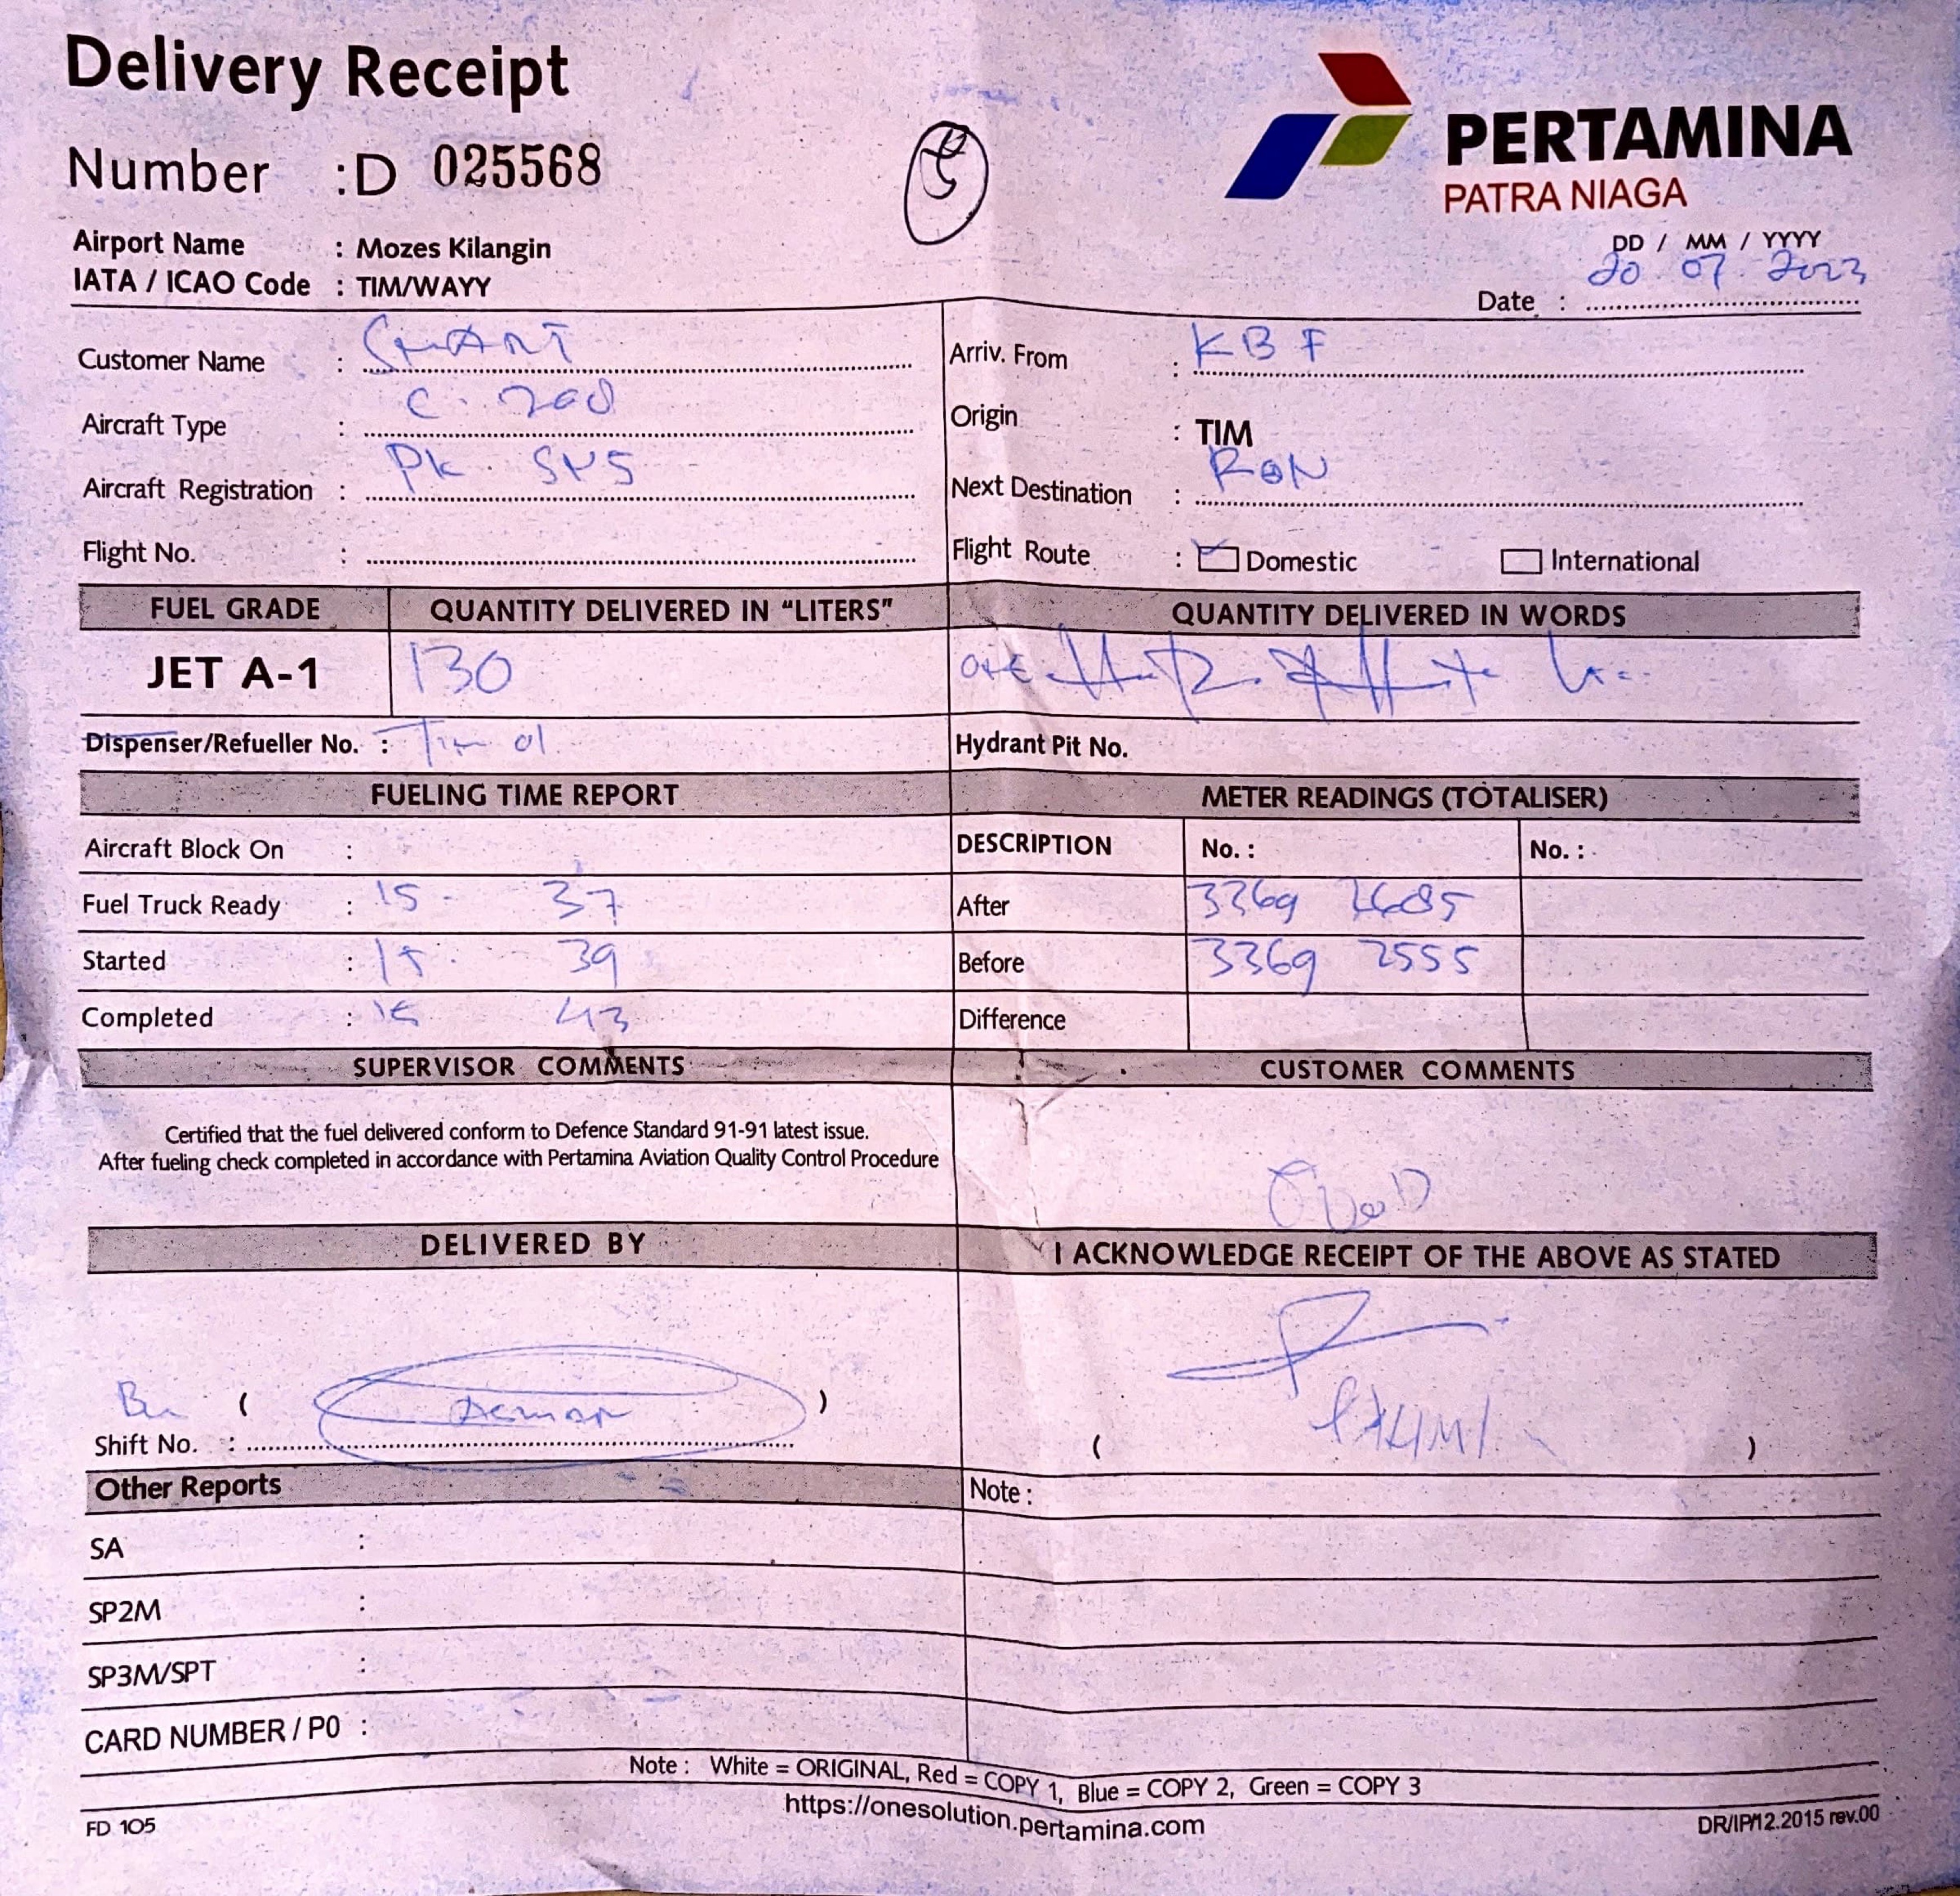 Delivery Receipt
Number : D 025568
PERTAMINA
PATRA NIAGA
Airport Name : Mozes Kilangin
IATA / ICAO Code : TIM/WAYY
DD / MM / YYYY
Date : 20 07 2023
Customer Name : SMART
Arriv. From : KBF
Aircraft Type : C. 208
Origin : TIM
Aircraft Registration : PK.
Next Destination : RON
Flight No. :
Flight Route : Domestic International
FUEL GRADE QUANTITY DELIVERED IN “LITERS” QUANTITY DELIVERED IN WORDS
JET A-1 130
Dispenser/Refueller No. : Tim 01 Hydrant Pit No.
FUELING TIME REPORT METER READINGS (TOTALISER)
Aircraft Block On : DESCRIPTION No. : No. :
Fuel Truck Ready : 15 - 37 After 3369 2685
Started : 15 . 39 Before 3369 2555
Completed : 15 43 Difference
SUPERVISOR COMMENTS CUSTOMER COMMENTS
Certified that the fuel delivered conform to Defence Standard 91-91 latest issue.
After fueling check completed in accordance with Pertamina Aviation Quality Control Procedure
DELIVERED BY I ACKNOWLEDGE RECEIPT OF THE ABOVE AS STATED
( )
Shift No. : ( )
Other Reports Note :
SA :
SP2M :
SP3M/SPT :
CARD NUMBER / P0 :
Note : White = ORIGINAL, Red = COPY 1, Blue = COPY 2, Green = COPY 3
https://onesolution.pertamina.com
FD 105 DR/IP/12.2015 rev.00